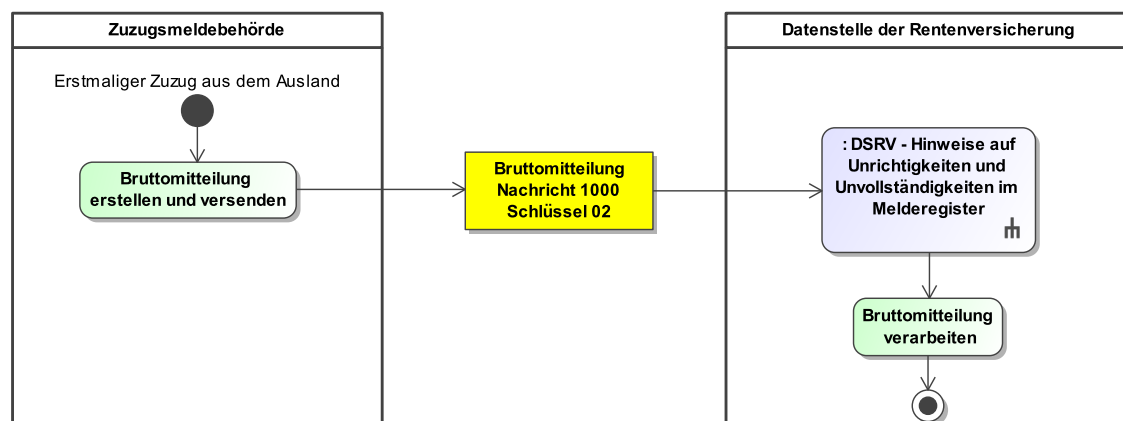 Zuzugsmeldebehörde
Erstmaliger Zuzug aus dem Ausland
Bruttomitteilung
erstellen und versenden
Bruttomitteilung
Nachricht 1000
Schlüssel 02
Datenstelle der Rentenversicherung
: DSRV - Hinweise auf
Unrichtigkeiten und
Unvollständigkeiten im
Melderegister
Bruttomitteilung
verarbeiten